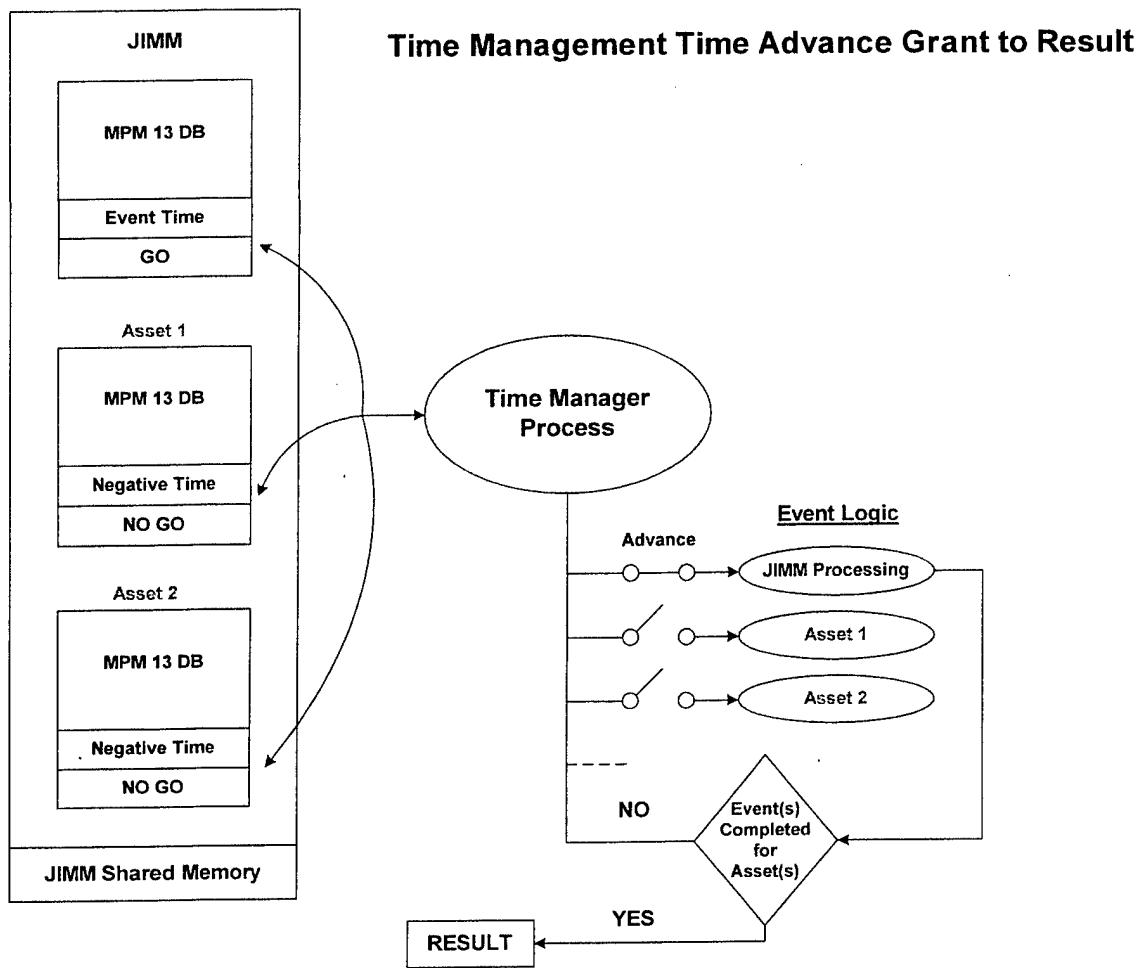 Time Management Time Advance Grant to Result
JIMM
MPM 13 DB
Event Time
GO
Asset 1
MPM 13 DB
Negative Time
NO GO
Asset 2
MPM 13 DB
Negative Time
NO GO
JIMM Shared Memory
Time Manager
Process
Event Logic
Advance
JIMM Processing
Asset 1
Asset 2
NO
Event(s)
Completed
for
Asset(s)
YES
RESULT